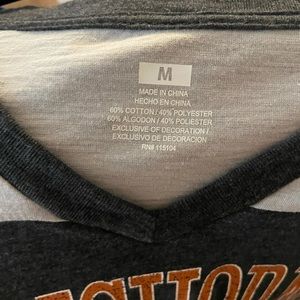 M
MADE IN CHINA
HECHO EN CHINA
60% COTTON / 40% POLYESTER
60% ALGODON / 40% POLIESTER
EXCLUSIVE OF DECORATION /
EXCLUSIVO DE DECORACION
RN# 115104